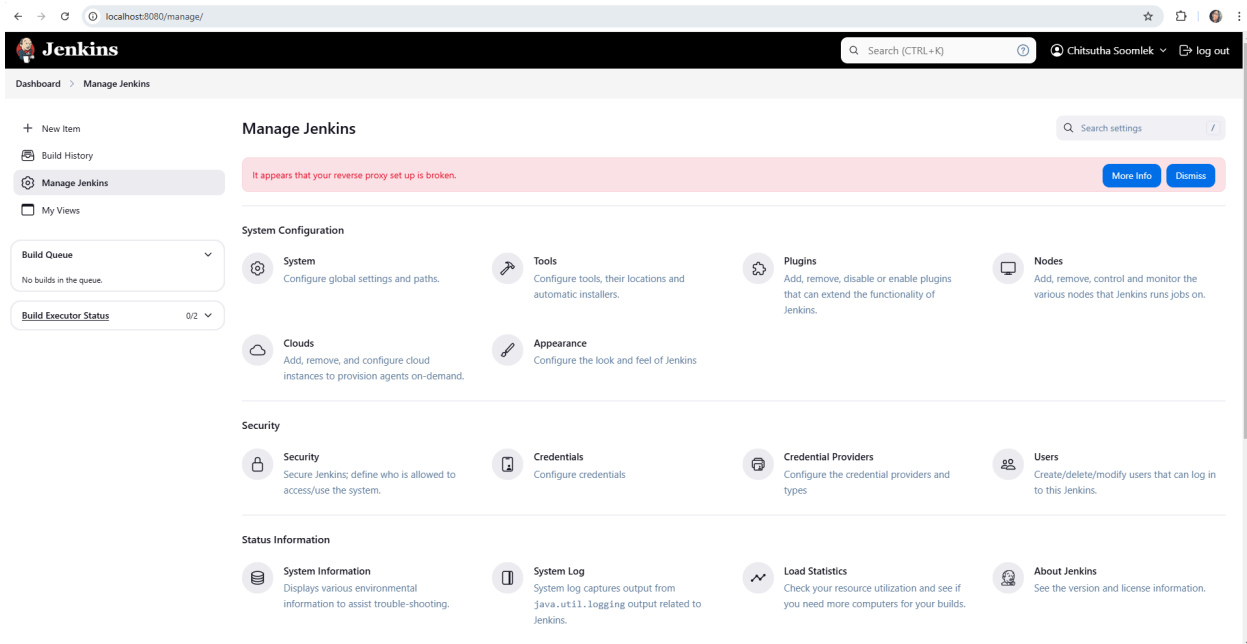 localhost:8080/manage/
Jenkins
Search (CTRL+K)
?
Chitsutha Soomlek
log out
Dashboard > Manage Jenkins
+ New Item
Build History
Manage Jenkins
My Views
Build Queue
No builds in the queue.
Build Executor Status
0/2
Manage Jenkins
Search settings
/
It appears that your reverse proxy set up is broken.
More Info
Dismiss
System Configuration
System
Configure global settings and paths.
Tools
Configure tools, their locations and
automatic installers.
Plugins
Add, remove, disable or enable plugins
that can extend the functionality of
Jenkins.
Nodes
Add, remove, control and monitor the
various nodes that Jenkins runs jobs on.
Clouds
Add, remove, and configure cloud
instances to provision agents on-demand.
Appearance
Configure the look and feel of Jenkins
Security
Security
Secure Jenkins; define who is allowed to
access/use the system.
Credentials
Configure credentials
Credential Providers
Configure the credential providers and
types
Users
Create/delete/modify users that can log in
to this Jenkins.
Status Information
System Information
Displays various environmental
information to assist trouble-shooting.
System Log
System log captures output from
java.util.logging output related to
Jenkins.
Load Statistics
Check your resource utilization and see if
you need more computers for your builds.
About Jenkins
See the version and license information.